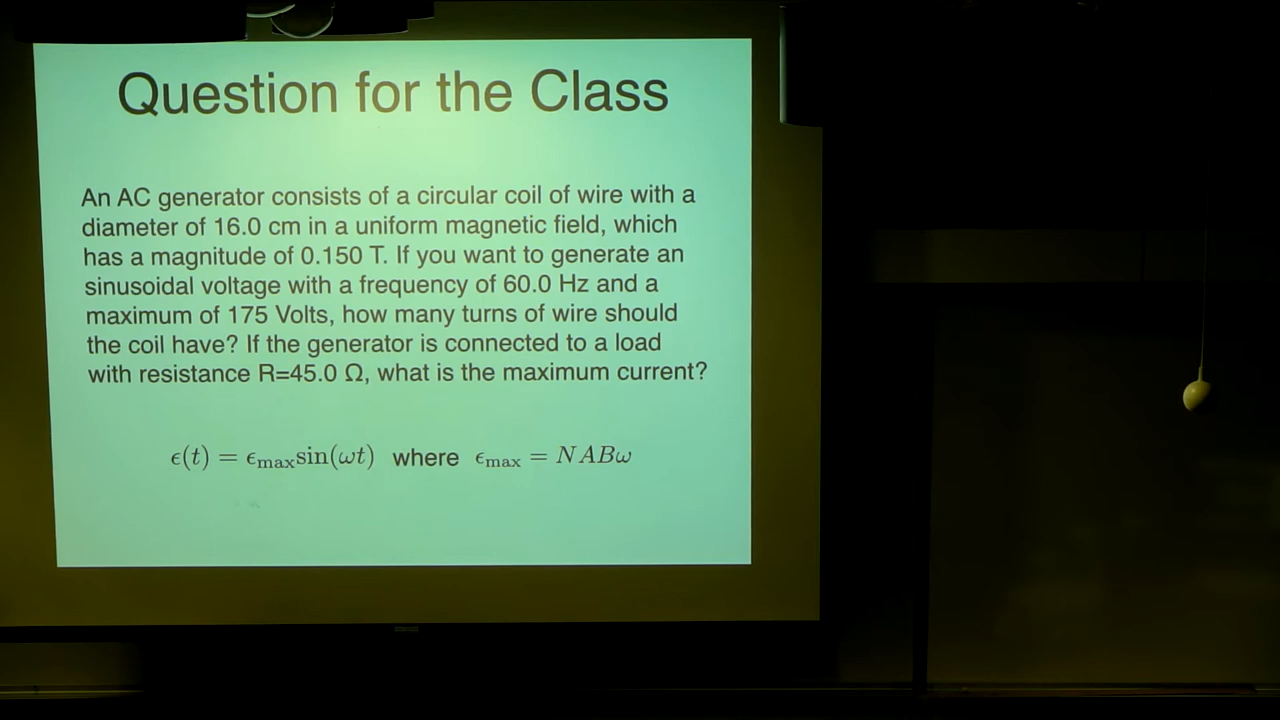 Question for the Class
An AC generator consists of a circular coil of wire with a
diameter of 16.0 cm in a uniform magnetic field, which
has a magnitude of 0.150 T. If you want to generate an
sinusoidal voltage with a frequency of 60.0 Hz and a
maximum of 175 Volts, how many turns of wire should
the coil have? If the generator is connected to a load
with resistance R=45.0 Ω, what is the maximum current?
ϵ(t) = ϵmax sin(ωt) where ϵmax = NABω